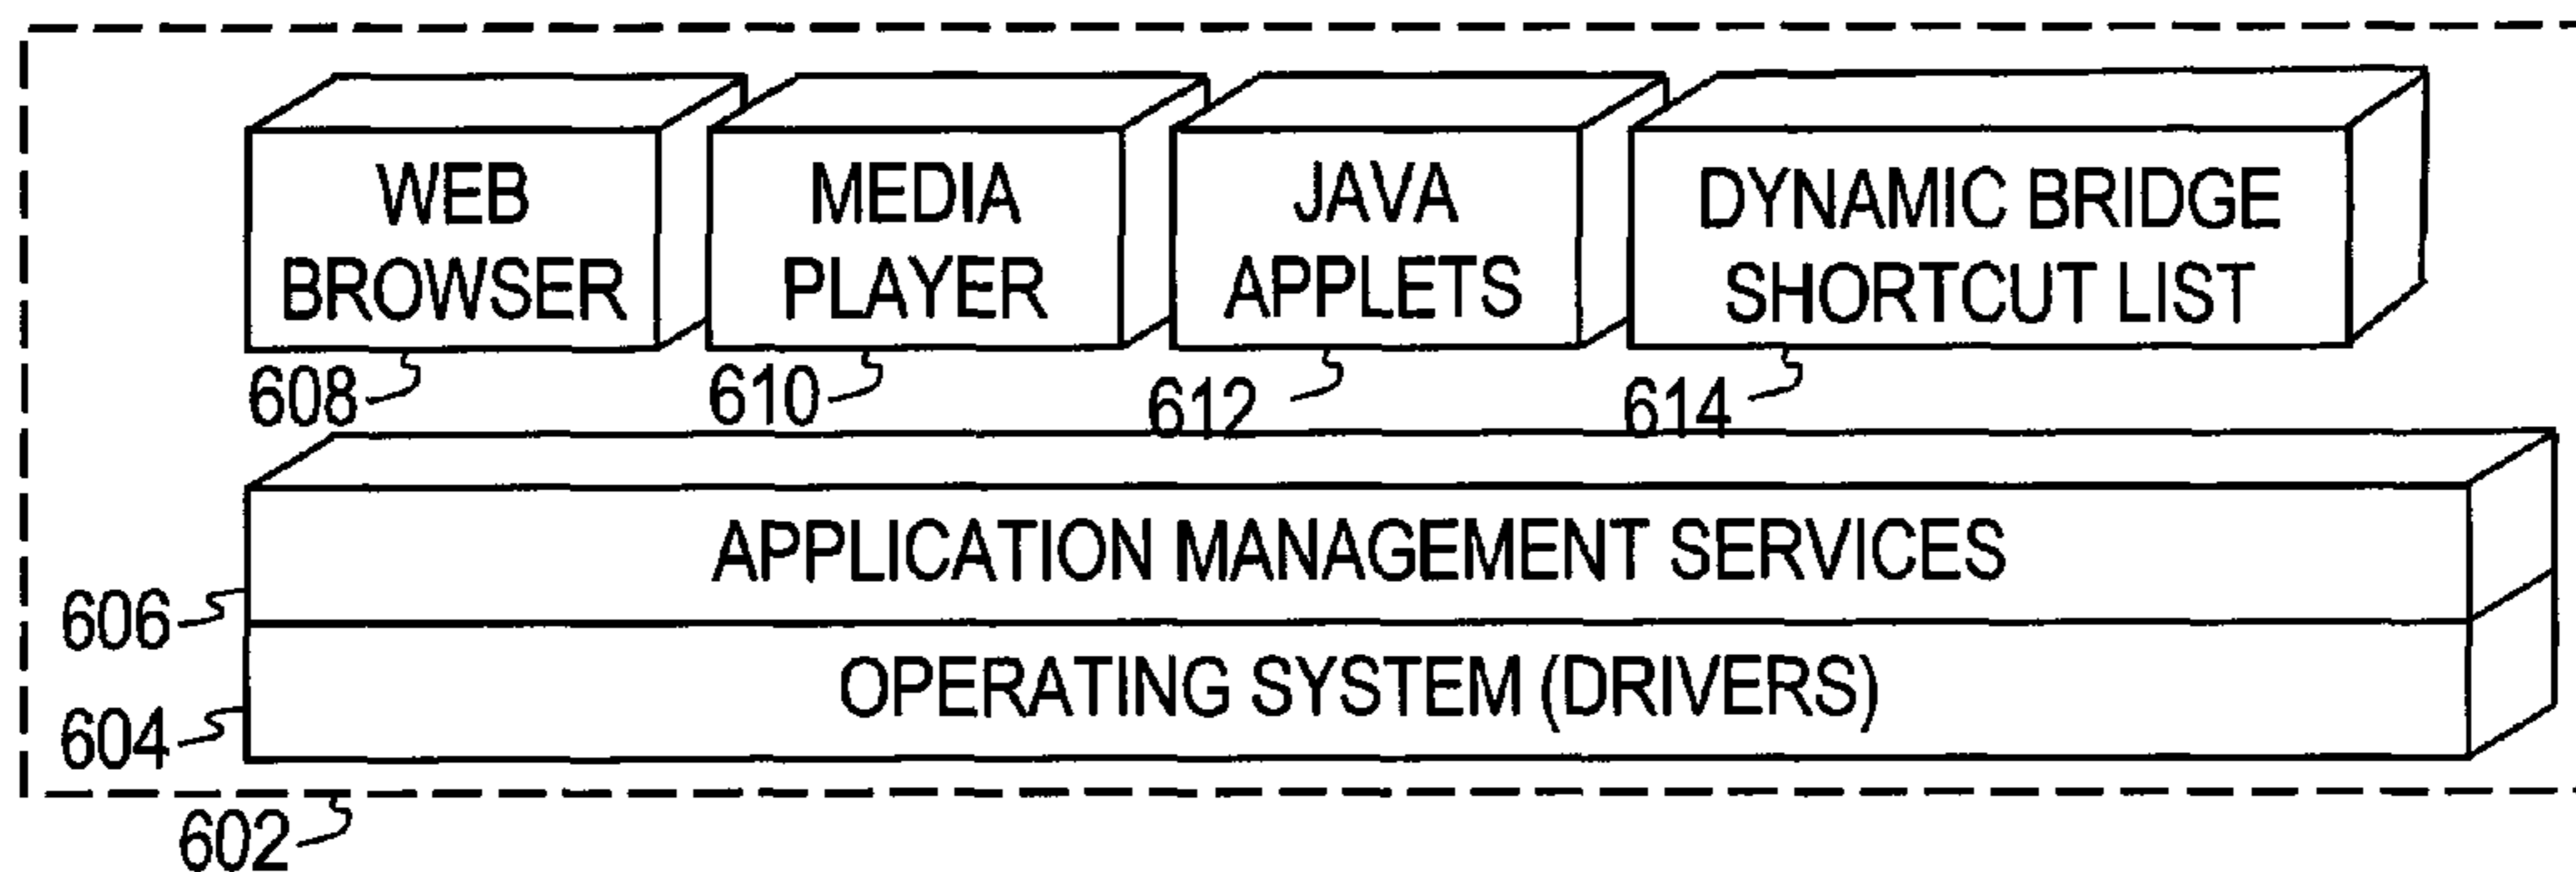 WEB
BROWSER
MEDIA
PLAYER
JAVA
APPLETS
DYNAMIC BRIDGE
SHORTCUT LIST
608
610
612
614
APPLICATION MANAGEMENT SERVICES
606
OPERATING SYSTEM (DRIVERS)
604
602